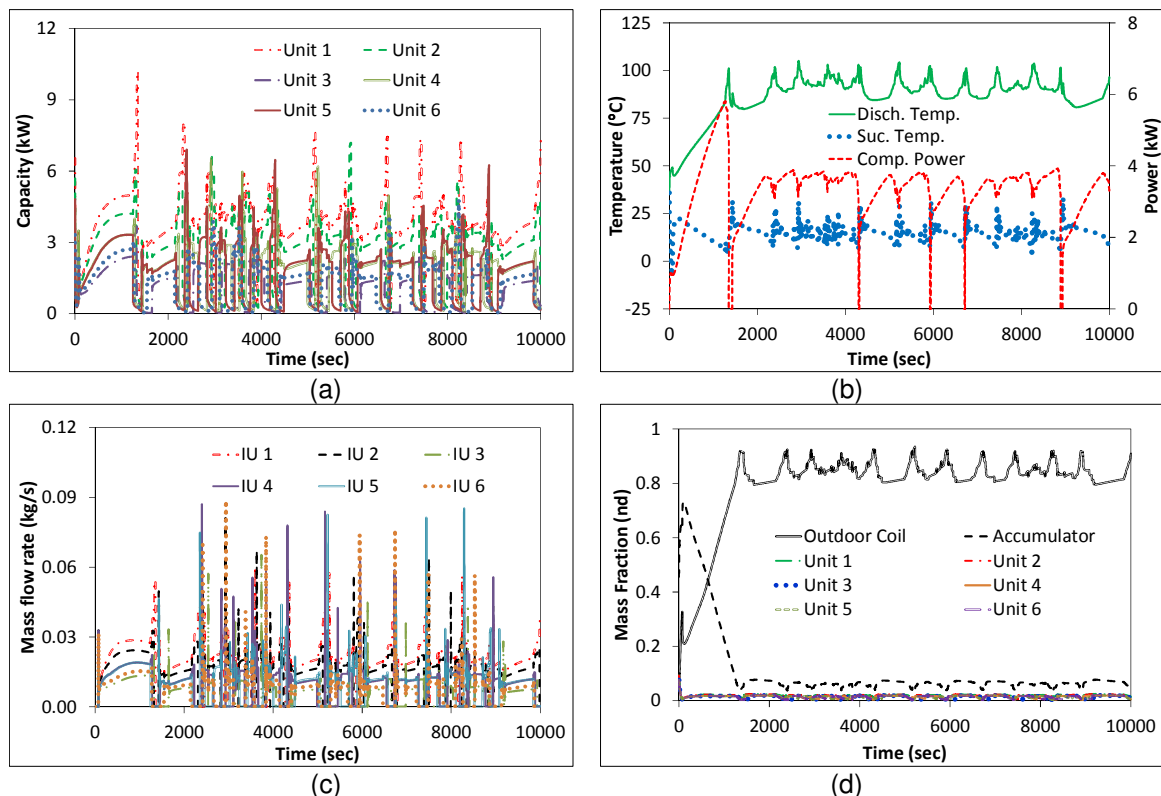 Capacity (kW)
12
9
6
3
0
Unit 1
Unit 2
Unit 3
Unit 4
Unit 5
Unit 6
0 2000 4000 6000 8000 10000
Time (sec)
(a)
Temperature (°C)
125
100
75
50
25
0
-25
Disch. Temp.
Suc. Temp.
Comp. Power
8
6
4
2
0
Power (kW)
0 2000 4000 6000 8000 10000
Time (sec)
(b)
Mass flow rate (kg/s)
0.12
0.09
0.06
0.03
0.00
IU 1
IU 2
IU 3
IU 4
IU 5
IU 6
0 2000 4000 6000 8000 10000
Time (sec)
(c)
Mass Fraction (nd)
1
0.8
0.6
0.4
0.2
0
Outdoor Coil
Accumulator
Unit 1
Unit 2
Unit 3
Unit 4
Unit 5
Unit 6
0 2000 4000 6000 8000 10000
Time (sec)
(d)